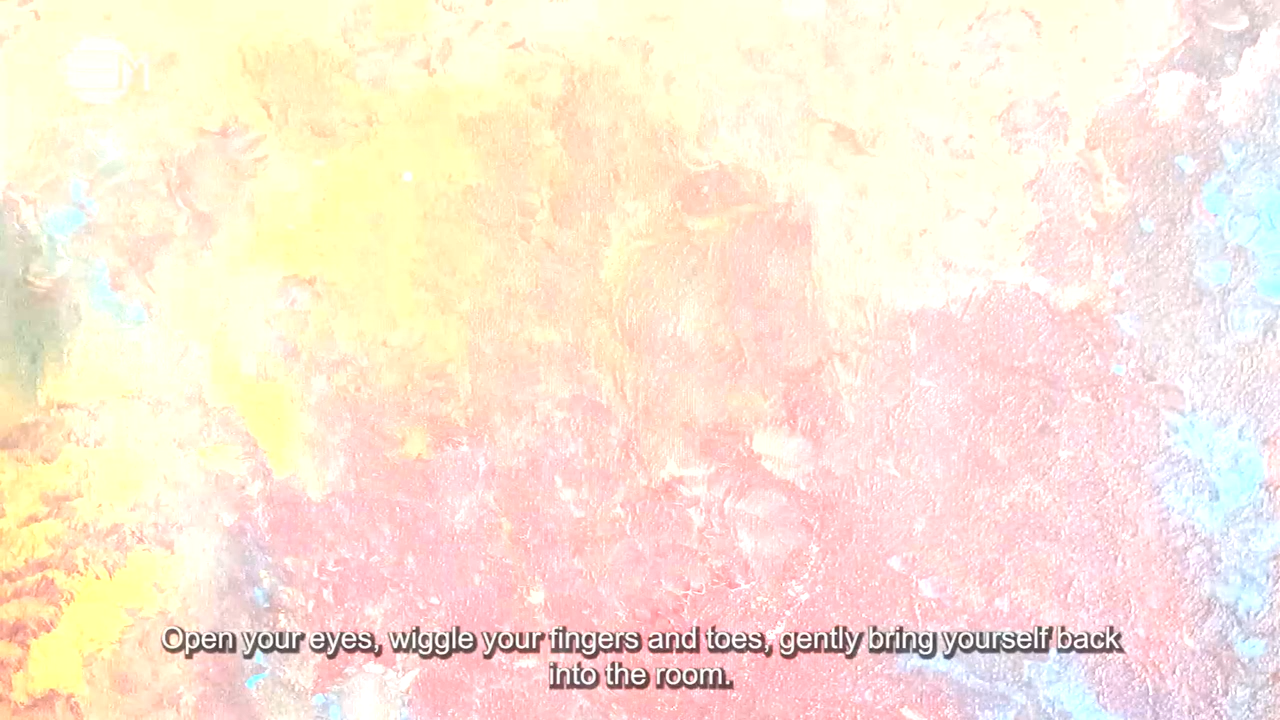 M
Open your eyes, wiggle your fingers and toes, gently bring yourself back
into the room.